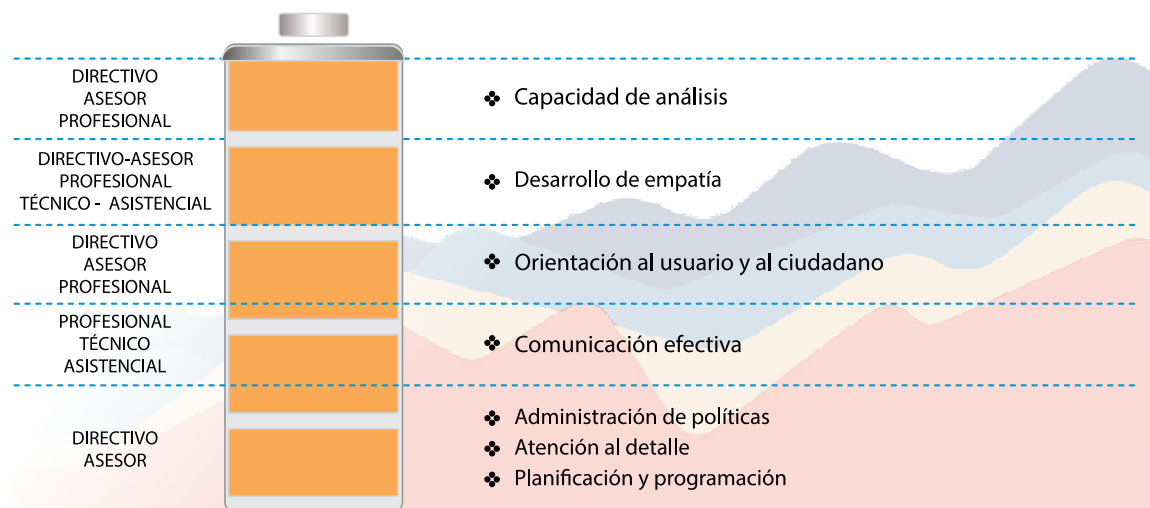 DIRECTIVO
ASESOR
PROFESIONAL
❖ Capacidad de análisis
DIRECTIVO-ASESOR
PROFESIONAL
TÉCNICO - ASISTENCIAL
❖ Desarrollo de empatía
DIRECTIVO
ASESOR
PROFESIONAL
❖ Orientación al usuario y al ciudadano
PROFESIONAL
TÉCNICO
ASISTENCIAL
❖ Comunicación efectiva
DIRECTIVO
ASESOR
❖ Administración de políticas
❖ Atención al detalle
❖ Planificación y programación